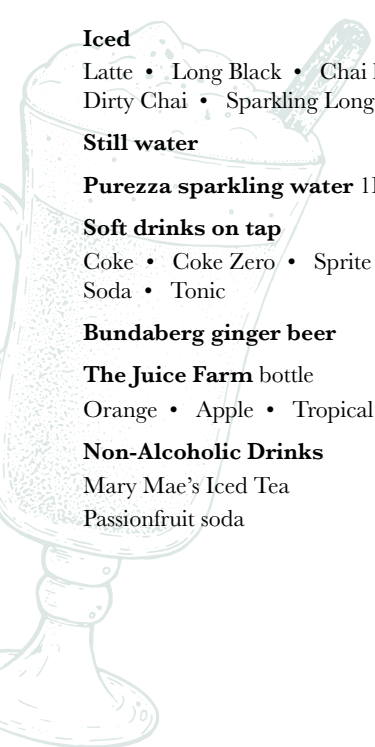 Iced
Latte • Long Black • Chai
Dirty Chai • Sparkling Long
Still water
Purezza sparkling water
Soft drinks on tap
Coke • Coke Zero • Sprite
Soda • Tonic
Bundaberg ginger beer
The Juice Farm bottle
Orange • Apple • Tropical
Non-Alcoholic Drinks
Mary Mae’s Iced Tea
Passionfruit soda